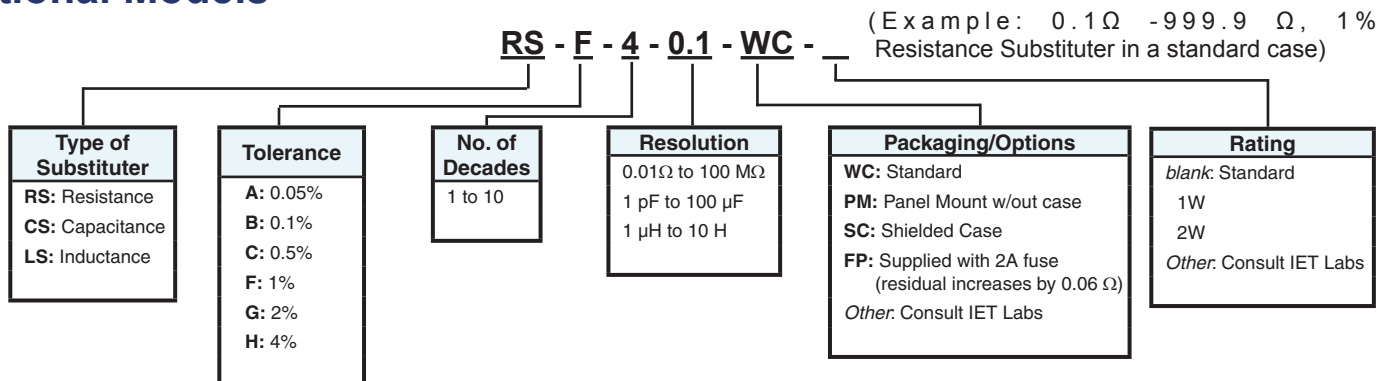 tional Models
(Example: 0.1Ω -999.9 Ω, 1%
RS - F - 4 - 0.1 - WC - __ Resistance Substituter in a standard case)
Type of
Substituter
RS: Resistance
CS: Capacitance
LS: Inductance
Tolerance
A: 0.05%
B: 0.1%
C: 0.5%
F: 1%
G: 2%
H: 4%
No. of
Decades
1 to 10
Resolution
0.01Ω to 100 MΩ
1 pF to 100 µF
1 µH to 10 H
Packaging/Options
WC: Standard
PM: Panel Mount w/out case
SC: Shielded Case
FP: Supplied with 2A fuse
(residual increases by 0.06 Ω)
Other: Consult IET Labs
Rating
blank: Standard
1W
2W
Other: Consult IET Labs